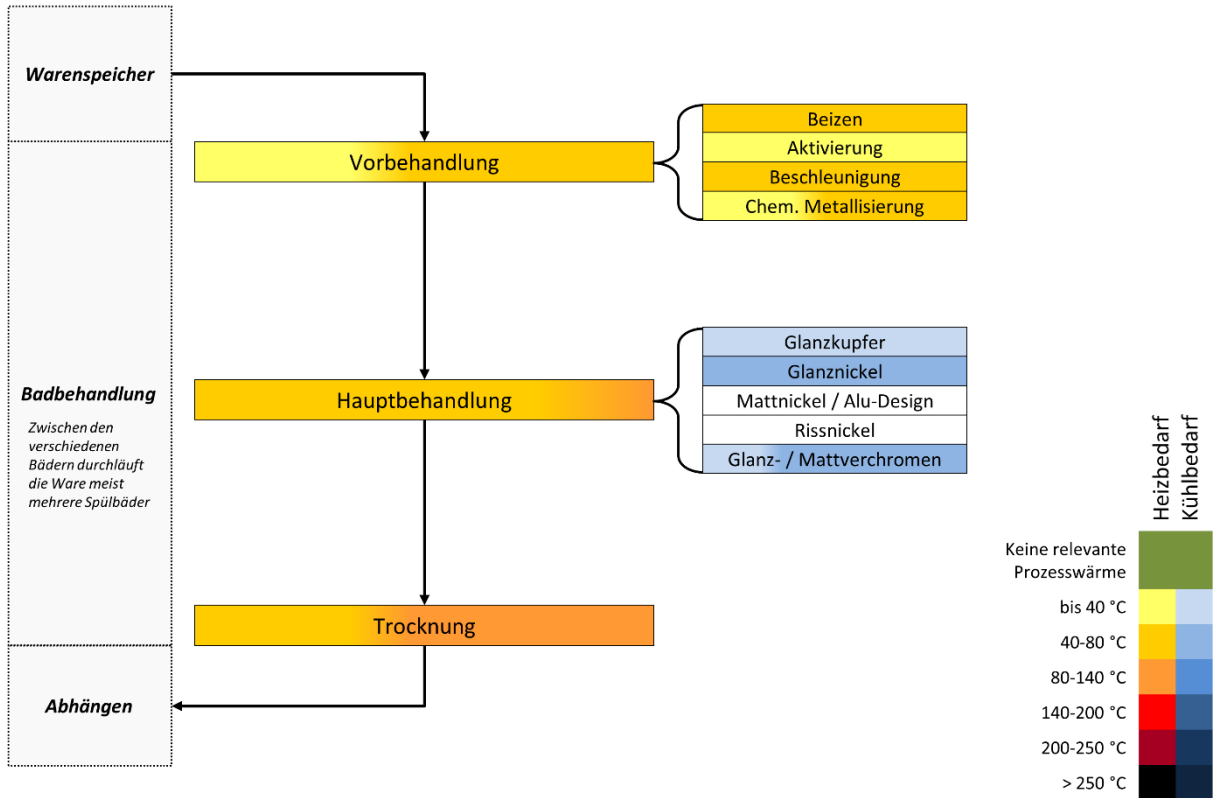 Warenspeicher
Vorbehandlung
Beizen
Aktivierung
Beschleunigung
Chem. Metallisierung
Badbehandlung
Zwischen den
verschiedenen
Bädern durchläuft
die Ware meist
mehrere Spülbäder
Hauptbehandlung
Glanzkupfer
Glanznickel
Mattnickel / Alu-Design
Rissnickel
Glanz- / Mattverchromen
Trocknung
Abhängen
Heizbedarf
Kühlbedarf
Keine relevante
Prozesswärme
bis 40 °C
40-80 °C
80-140 °C
140-200 °C
200-250 °C
> 250 °C